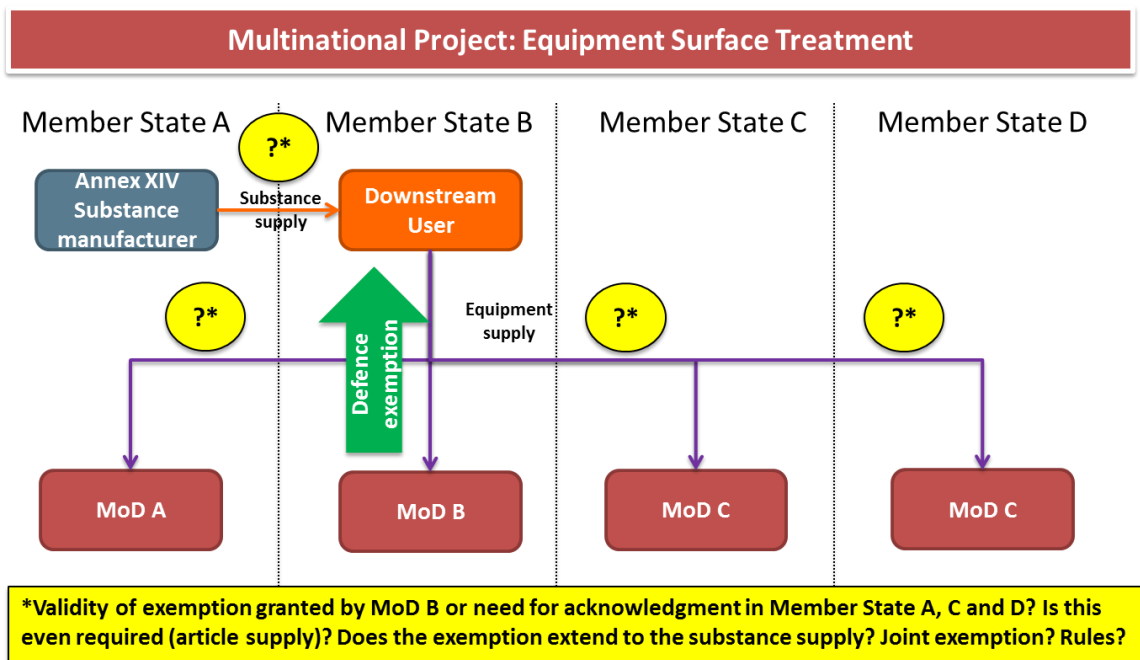 Multinational Project: Equipment Surface Treatment
Member State A
Member State B
Member State C
Member State D
?*
Annex XIV
Substance
manufacturer
Substance
supply
Downstream
User
?*
Defence
exemption
Equipment
supply
?*
?*
MoD A
MoD B
MoD C
MoD C
*Validity of exemption granted by MoD B or need for acknowledgment in Member State A, C and D? Is this
even required (article supply)? Does the exemption extend to the substance supply? Joint exemption? Rules?